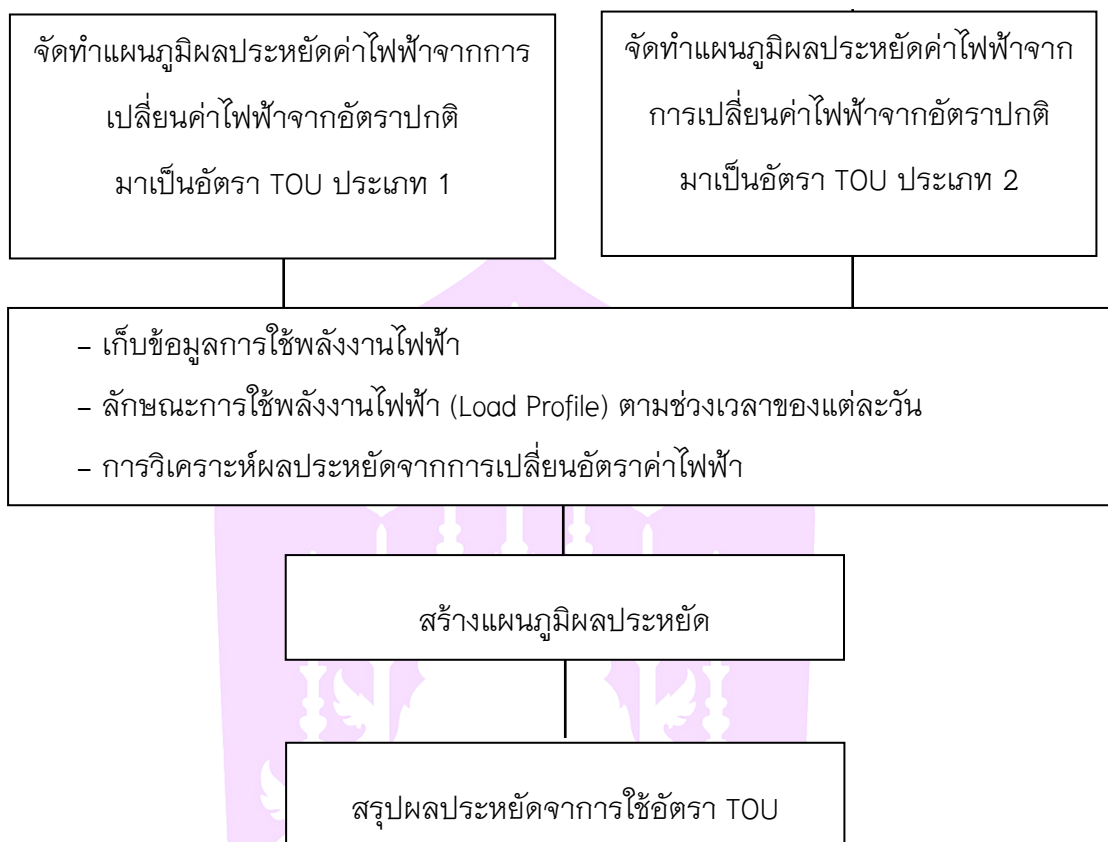 จัดทำแผนภูมิผลประหยัดค่าไฟฟ้าจากการ
เปลี่ยนค่าไฟฟ้าจากอัตราปกติ
มาเป็นอัตรา TOU ประเภท 1
จัดทำแผนภูมิผลประหยัดค่าไฟฟ้าจาก
การเปลี่ยนค่าไฟฟ้าจากอัตราปกติ
มาเป็นอัตรา TOU ประเภท 2
– เก็บข้อมูลการใช้พลังงานไฟฟ้า
– ลักษณะการใช้พลังงานไฟฟ้า (Load Profile) ตามช่วงเวลาของแต่ละวัน
– การวิเคราะห์ผลประหยัดจากการเปลี่ยนอัตราค่าไฟฟ้า
สร้างแผนภูมิผลประหยัด
สรุปผลประหยัดจาการใช้อัตรา TOU